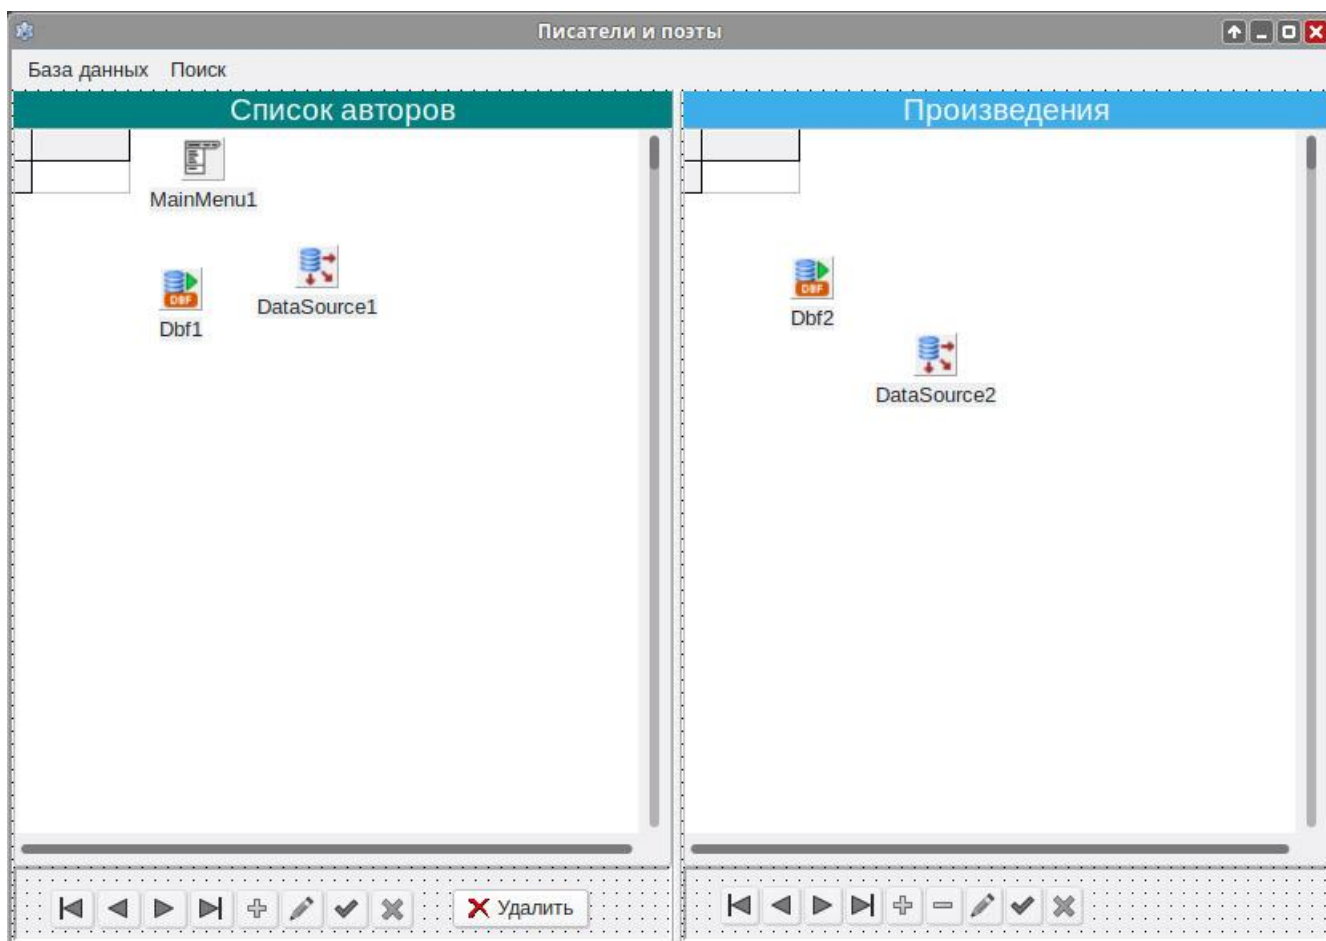 Писатели и поэты
База данных Поиск
Список авторов
Произведения
MainMenu1
DBF
Dbf1
DataSource1
DBF
Dbf2
DataSource2
Удалить